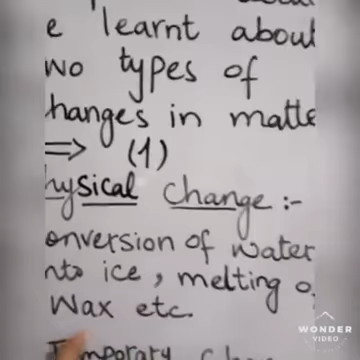 e learnt about
wo types of
hanges in matte
=> (1)
hysical change :-
onversion of water
nto ice, melting o
Wax etc.
Temporary
WONDER
VIDEO